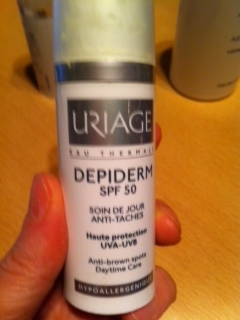 URIAGE
EAU THERMALE
DEPIDERM
SPF 50
SOIN DE JOUR
ANTI-TACHES
Haute protection
UVA-UVB
Anti-brown spots
Daytime Care
HYPOALLERGENIQUE